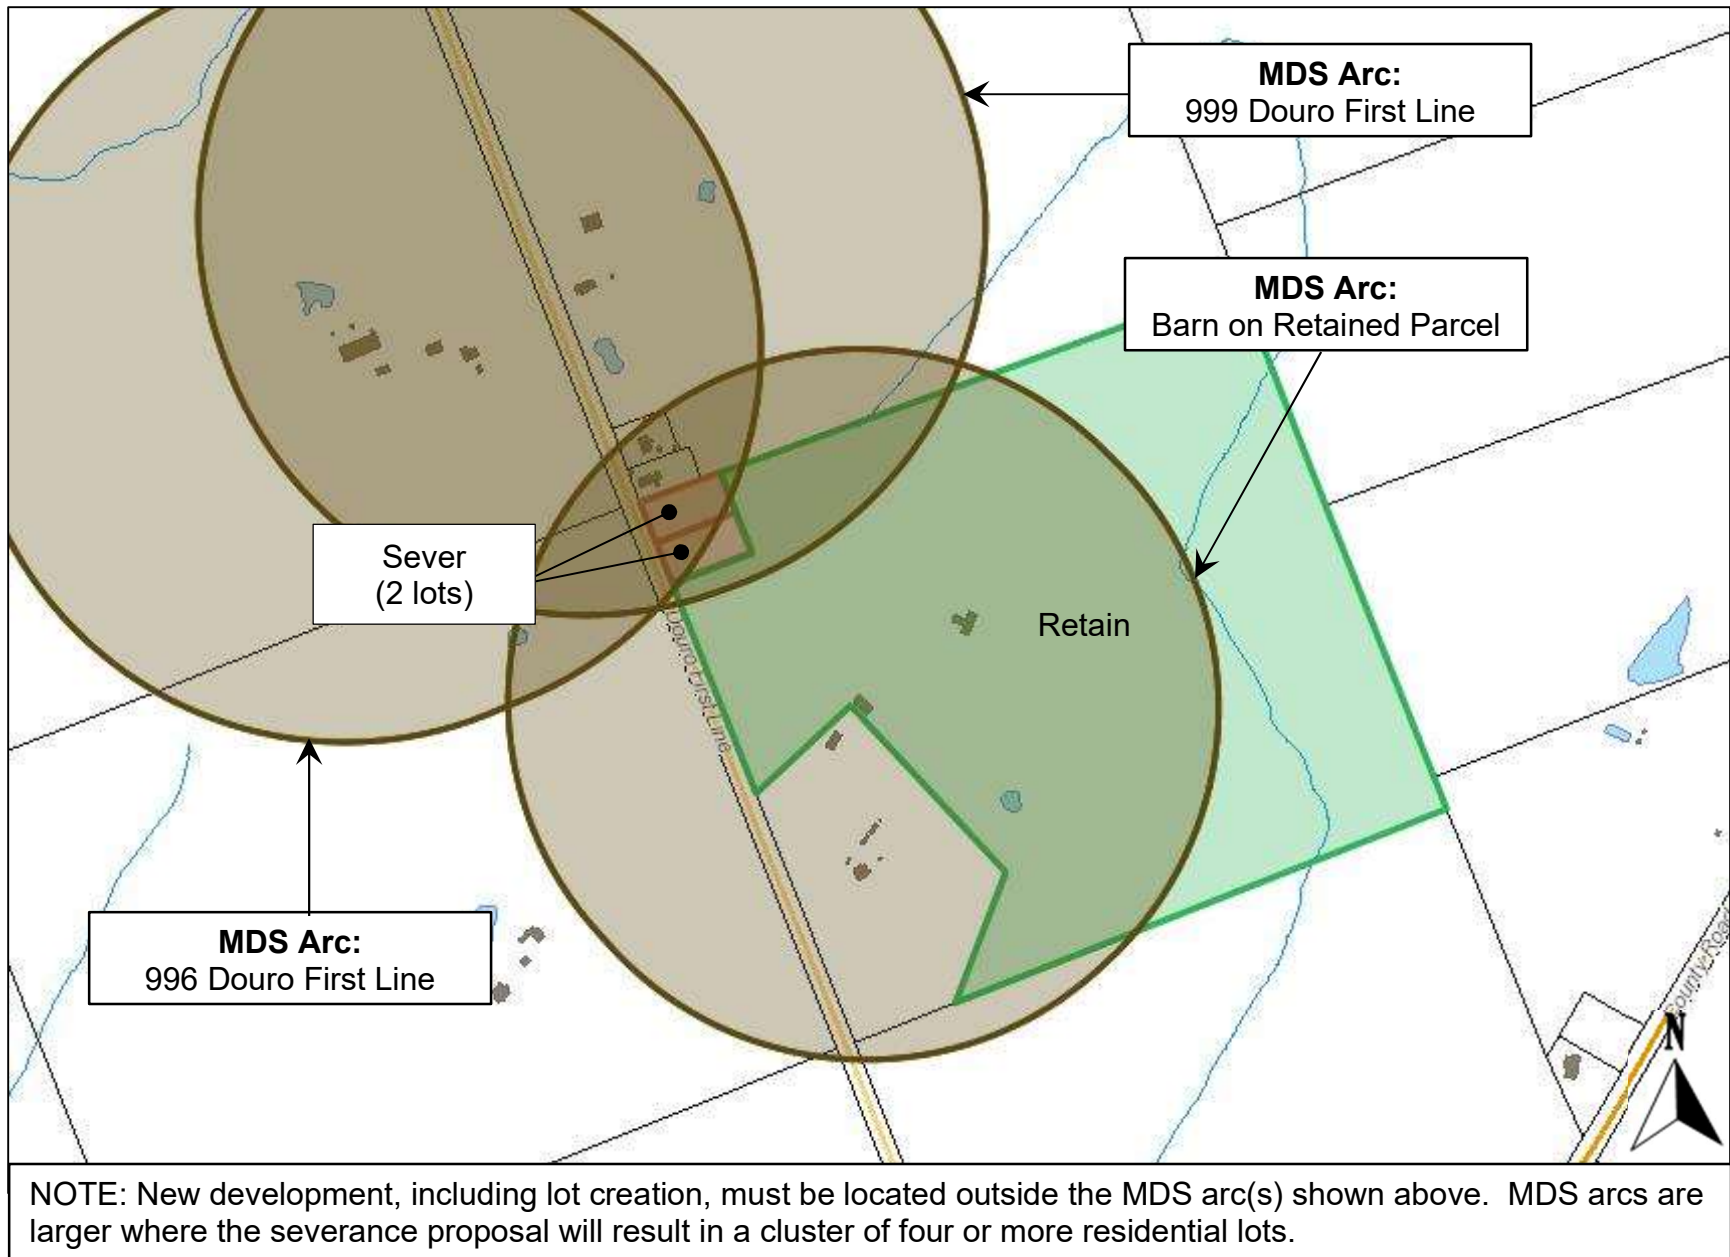 MDS Arc:
999 Douro First Line
MDS Arc:
Barn on Retained Parcel
Sever
(2 lots)
Retain
Douro First Line
MDS Arc:
996 Douro First Line
County Road
N
NOTE: New development, including lot creation, must be located outside the MDS arc(s) shown above.  MDS arcs are
larger where the severance proposal will result in a cluster of four or more residential lots.